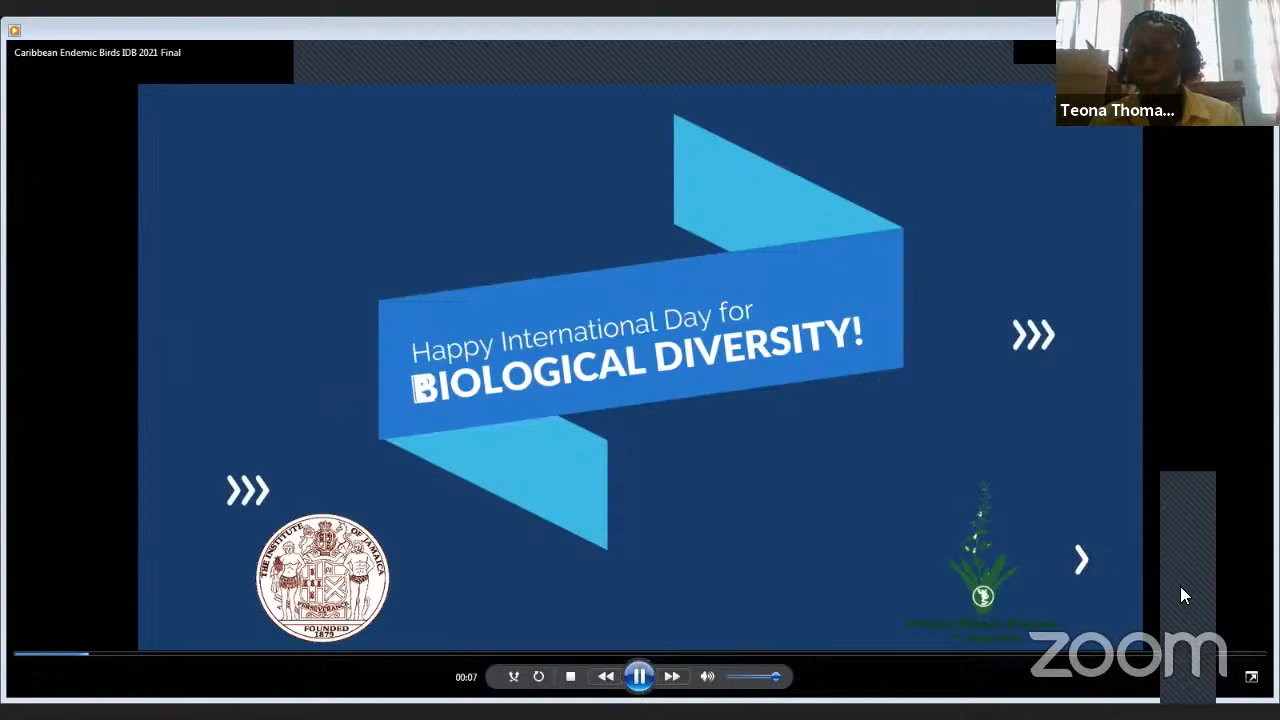 Caribbean Endemic Birds IDB 2021 Final
Teona Thoma...
Happy International Day for
BIOLOGICAL DIVERSITY!
THE INSTITUTE OF JAMAICA
PERSEVERANCE
FOUNDED
1879
00:07
zoom